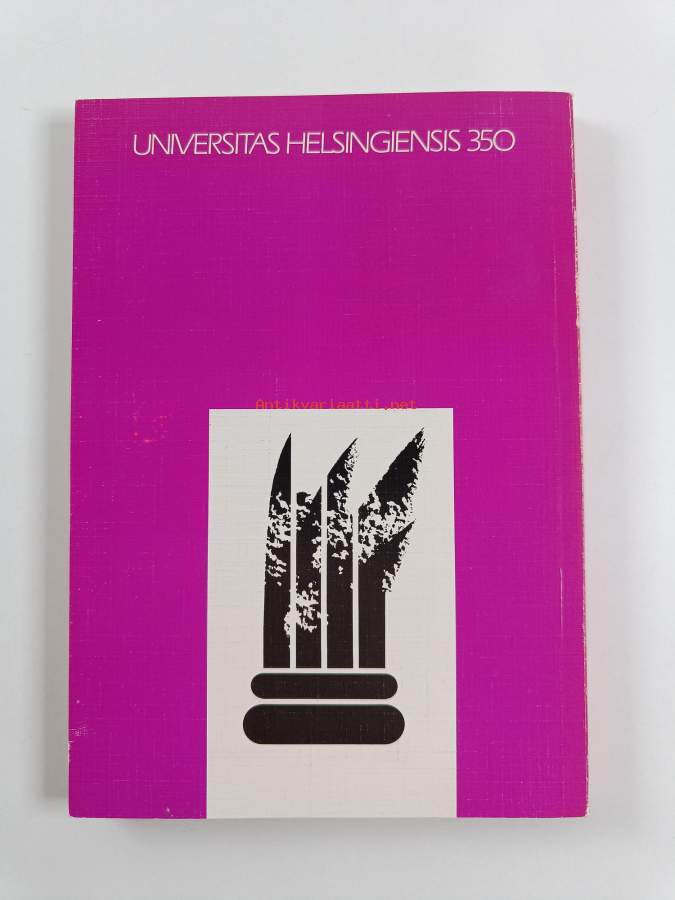 UNIVERSITAS HELSINGIENSIS 350
Antikvariaatti.net